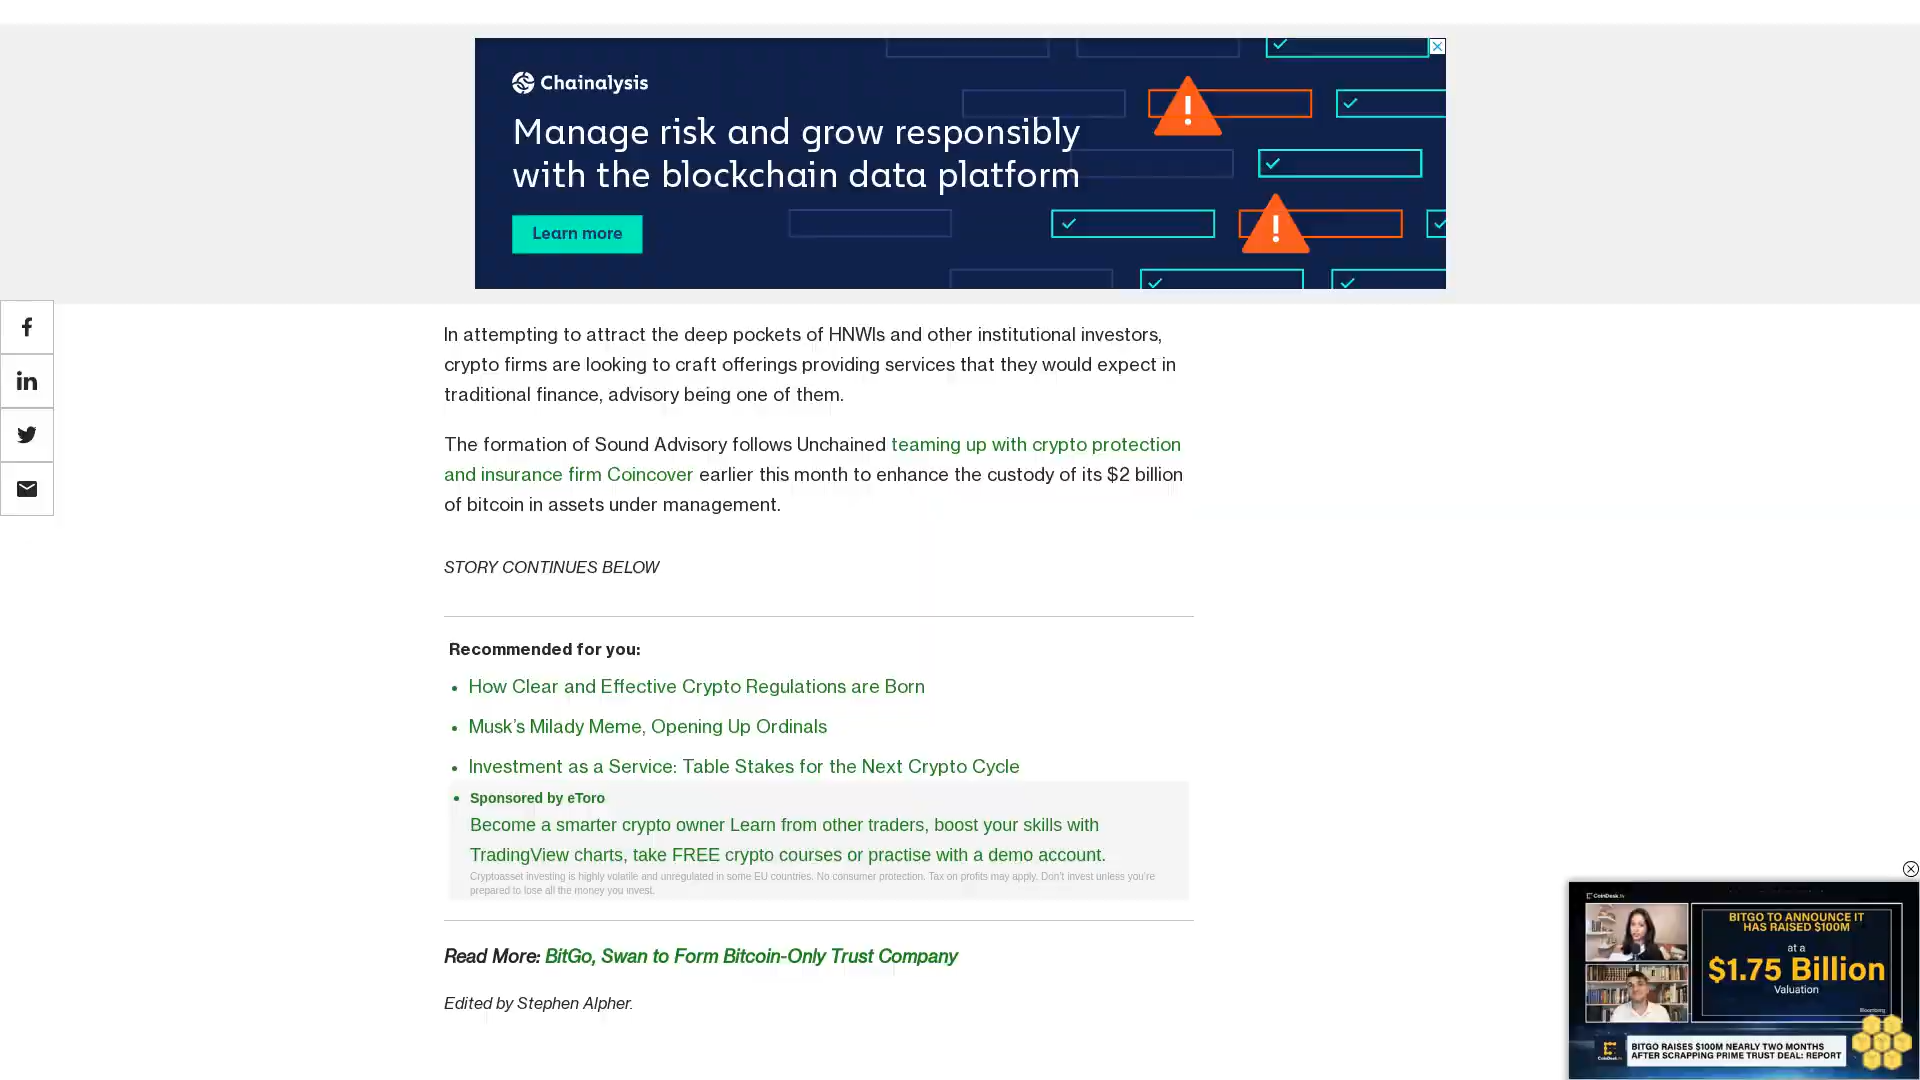 Chainalysis
Manage risk and grow responsibly
with the blockchain data platform
Learn more
In attempting to attract the deep pockets of HNWIs and other institutional investors,
crypto firms are looking to craft offerings providing services that they would expect in
traditional finance, advisory being one of them.
The formation of Sound Advisory follows Unchained teaming up with crypto protection
and insurance firm Coincover earlier this month to enhance the custody of its $2 billion
of bitcoin in assets under management.
STORY CONTINUES BELOW
Recommended for you:
How Clear and Effective Crypto Regulations are Born
Musk’s Milady Meme, Opening Up Ordinals
Investment as a Service: Table Stakes for the Next Crypto Cycle
Sponsored by eToro
Become a smarter crypto owner Learn from other traders, boost your skills with
TradingView charts, take FREE crypto courses or practise with a demo account.
Cryptoasset investing is highly volatile and unregulated in some EU countries. No consumer protection. Tax on profits may apply. Don’t invest unless you’re
prepared to lose all the money you invest.
Read More: BitGo, Swan to Form Bitcoin-Only Trust Company
Edited by Stephen Alpher.
CoinDesk.tv
BITGO TO ANNOUNCE IT
HAS RAISED $100M
at a
$1.75 Billion
Valuation
Bloomberg
CoinDesk.tv
BITGO RAISES $100M NEARLY TWO MONTHS
AFTER SCRAPPING PRIME TRUST DEAL: REPORT